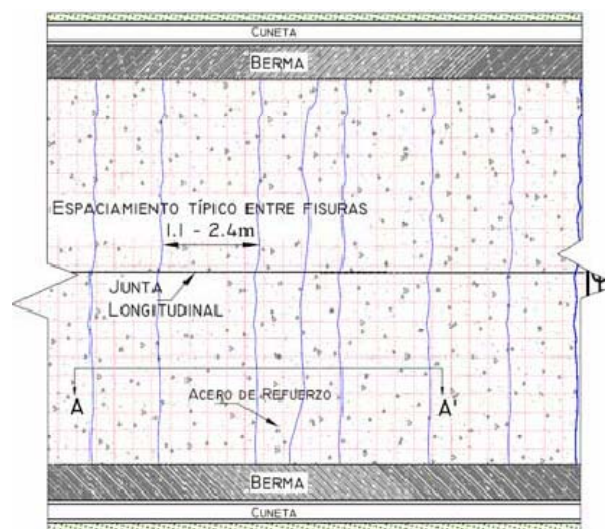 CUNETA
BERMA
ESPACIAMIENTO TÍPICO ENTRE FISURAS
1.1 - 2.4m
JUNTA
LONGITUDINAL
ACERO DE REFUERZO
A
A'
BERMA
CUNETA